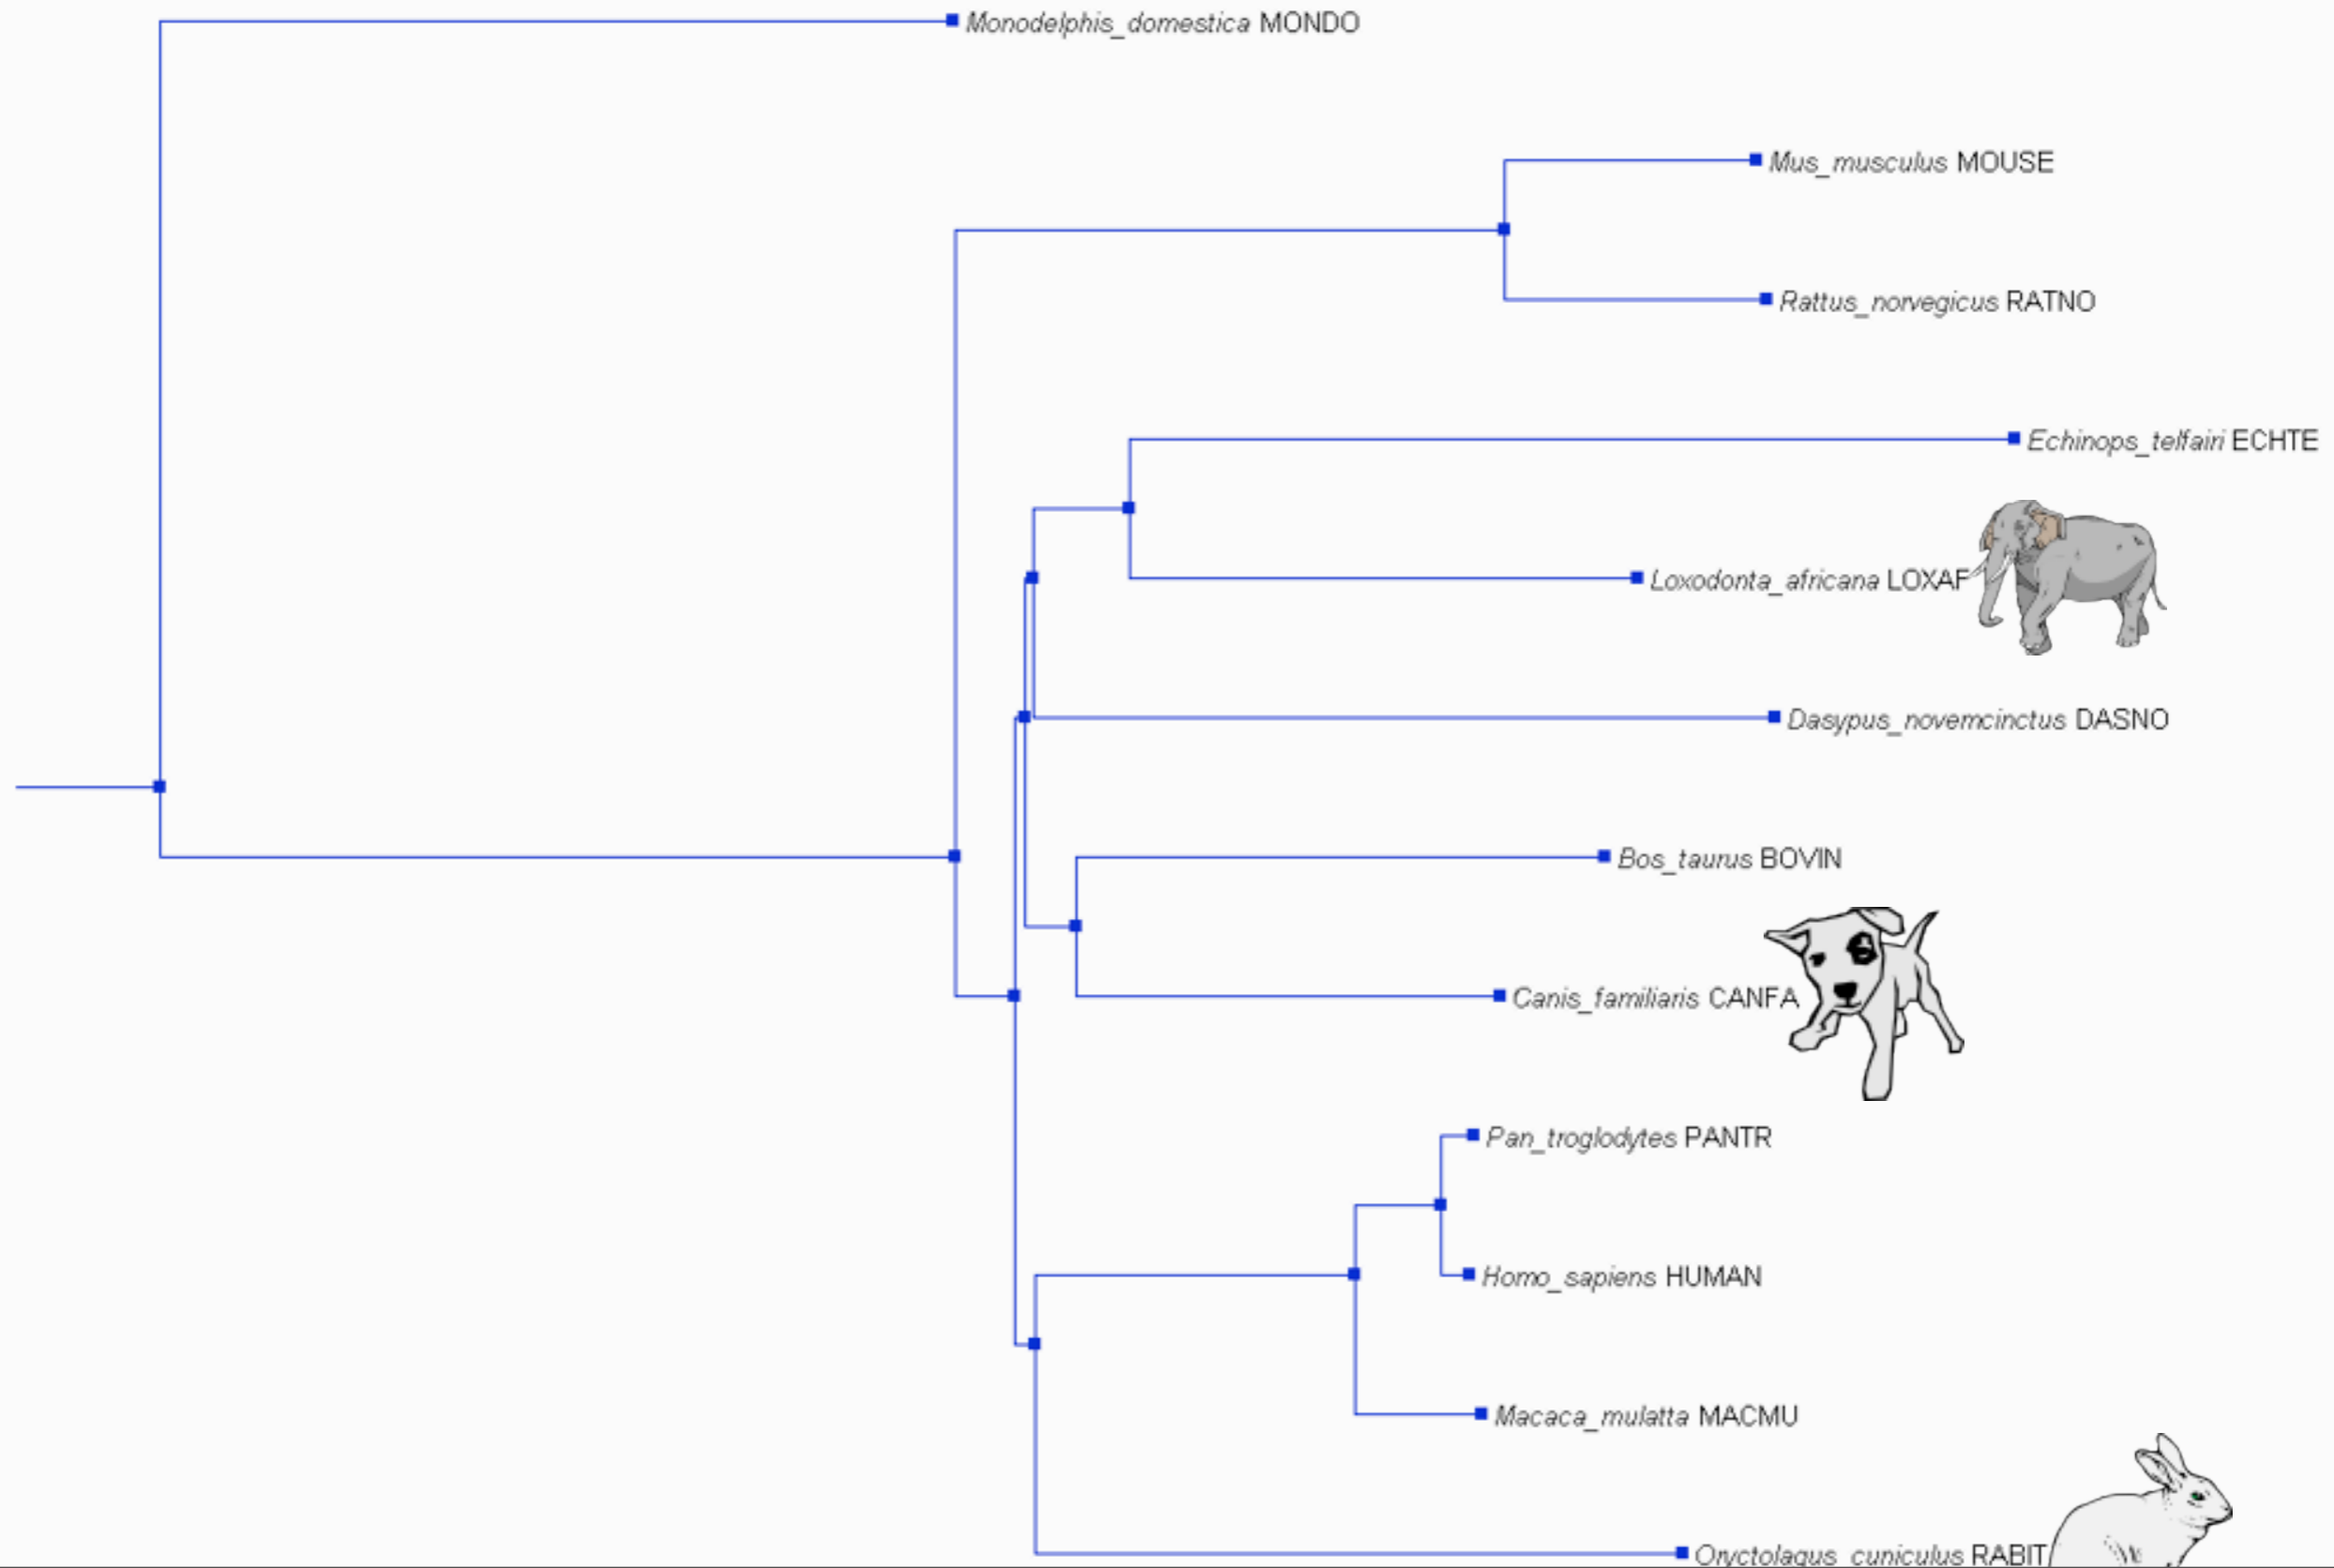 Monodelphis_domestica MONDO
Mus_musculus MOUSE
Rattus_norvegicus RATNO
Echinops_telfairi ECHTE
Loxodonta_africana LOXAF
Dasypus_novemcinctus DASNO
Bos_taurus BOVIN
Canis_familiaris CANFA
Pan_troglodytes PANTR
Homo_sapiens HUMAN
Macaca_mulatta MACMU
Oryctolagus_cuniculus RABIT